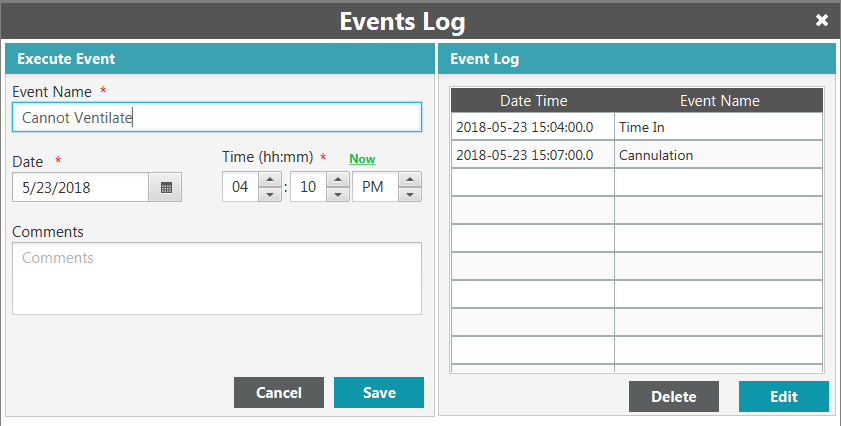 Events Log
Execute Event
Event Name *
Cannot Ventilate
Date *
Time (hh:mm) * Now
5/23/2018
04 : 10 PM
Comments
Comments
Cancel Save
Event Log
Date Time Event Name
2018-05-23 15:04:00.0 Time In
2018-05-23 15:07:00.0 Cannulation
Delete Edit